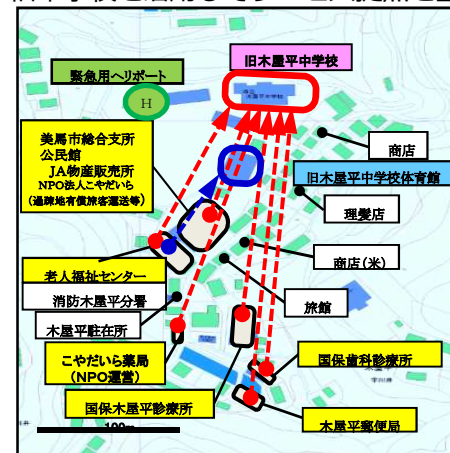 旧木屋平中学校
緊急用ヘリポート
H
美馬市総合支所
公民館
JA物産販売所
NPO法人こやだいら
(過疎地有償旅客運送等)
商店
旧木屋平中学校体育館
理髪店
商店(米)
老人福祉センター
消防木屋平分署
旅館
木屋平駐在所
こやだいら薬局
(NPO運営)
国保歯科診療所
国保木屋平診療所
木屋平郵便局
100m